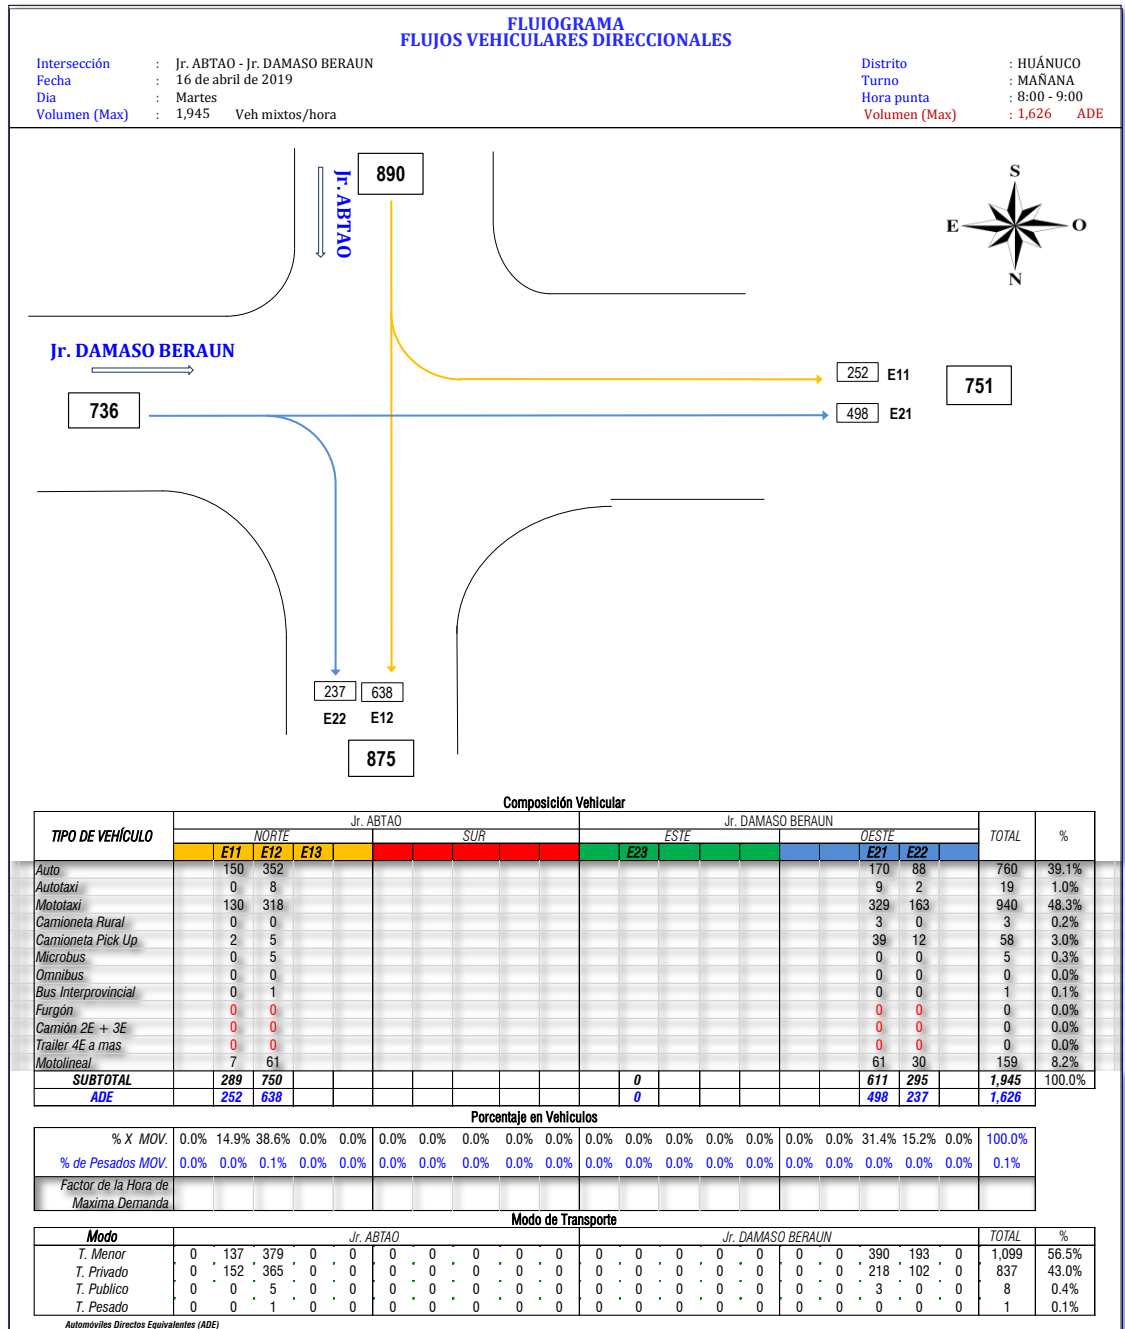 FLUJOGRAMA
FLUJOS VEHICULARES DIRECCIONALES
Intersección : Jr. ABTAO - Jr. DAMASO BERAUN Distrito : HUÁNUCO
Fecha : 16 de abril de 2019 Turno : MAÑANA
Dia : Martes Hora punta : 8:00 - 9:00
Volumen (Max) : 1,945 Veh mixtos/hora Volumen (Max) : 1,626 ADE
Jr. ABTAO
890
S
E O
N
Jr. DAMASO BERAUN
736
252 E11
751
498 E21
237 638
E22 E12
875
Composición Vehicular
TIPO DE VEHÍCULO Jr. ABTAO Jr. DAMASO BERAUN TOTAL %
NORTE SUR ESTE OESTE
E11 E12 E13 E23 E21 E22
Auto 150 352 170 88 760 39.1%
Autotaxi 0 8 9 2 19 1.0%
Mototaxi 130 318 329 163 940 48.3%
Camioneta Rural 0 0 3 0 3 0.2%
Camioneta Pick Up 2 5 39 12 58 3.0%
Microbus 0 5 0 0 5 0.3%
Omnibus 0 0 0 0 0 0.0%
Bus Interprovincial 0 1 0 0 1 0.1%
Furgón 0 0 0 0 0 0.0%
Camión 2E + 3E 0 0 0 0 0 0.0%
Trailer 4E a mas 0 0 0 0 0 0.0%
Motolineal 7 61 61 30 159 8.2%
SUBTOTAL 289 750 0 611 295 1,945 100.0%
ADE 252 638 0 498 237 1,626
Porcentaje en Vehiculos
% X MOV. 0.0% 14.9% 38.6% 0.0% 0.0% 0.0% 0.0% 0.0% 0.0% 0.0% 0.0% 0.0% 0.0% 0.0% 0.0% 0.0% 0.0% 31.4% 15.2% 0.0% 100.0%
% de Pesados MOV. 0.0% 0.0% 0.1% 0.0% 0.0% 0.0% 0.0% 0.0% 0.0% 0.0% 0.0% 0.0% 0.0% 0.0% 0.0% 0.0% 0.0% 0.0% 0.0% 0.0% 0.1%
Factor de la Hora de
Maxima Demanda
Modo de Transporte
Modo Jr. ABTAO Jr. DAMASO BERAUN TOTAL %
T. Menor 0 137 379 0 0 0 0 0 0 0 0 0 0 0 0 0 0 390 193 0 1,099 56.5%
T. Privado 0 152 365 0 0 0 0 0 0 0 0 0 0 0 0 0 0 218 102 0 837 43.0%
T. Publico 0 0 5 0 0 0 0 0 0 0 0 0 0 0 0 0 0 3 0 0 8 0.4%
T. Pesado 0 0 1 0 0 0 0 0 0 0 0 0 0 0 0 0 0 0 0 0 1 0.1%
Automóviles Directos Equivalentes (ADE)